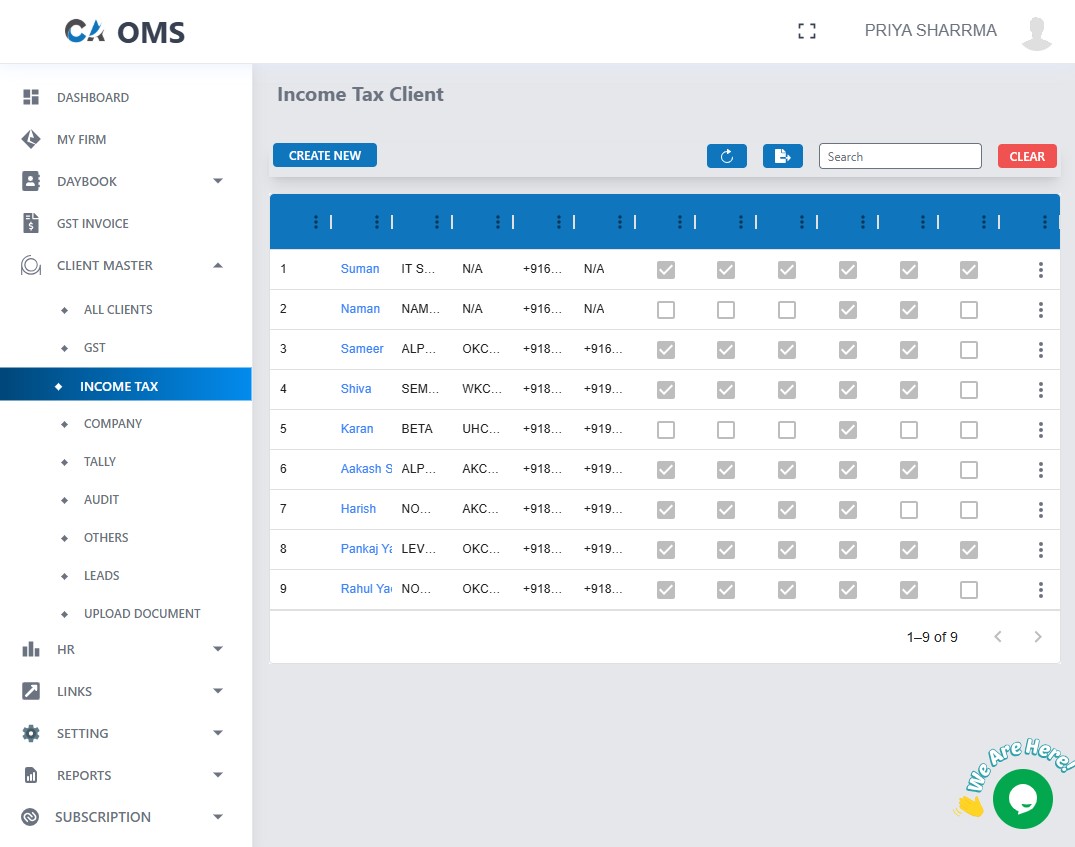 CA OMS
PRIYA SHARRMA
DASHBOARD
MY FIRM
DAYBOOK
GST INVOICE
CLIENT MASTER
ALL CLIENTS
GST
INCOME TAX
COMPANY
TALLY
AUDIT
OTHERS
LEADS
UPLOAD DOCUMENT
HR
LINKS
SETTING
REPORTS
SUBSCRIPTION
Income Tax Client
CREATE NEW
Search
CLEAR
1 Suman IT S... N/A +916... N/A
2 Naman NAM... N/A +916... N/A
3 Sameer ALP... OKC... +918... +916...
4 Shiva SEM... WKC... +918... +919...
5 Karan BETA UHC... +918... +919...
6 Aakash S ALP... AKC... +918... +919...
7 Harish NO... AKC... +918... +919...
8 Pankaj Ya LEV... OKC... +918... +919...
9 Rahul Ya NO... OKC... +918... +918...
1–9 of 9
We Are Here!